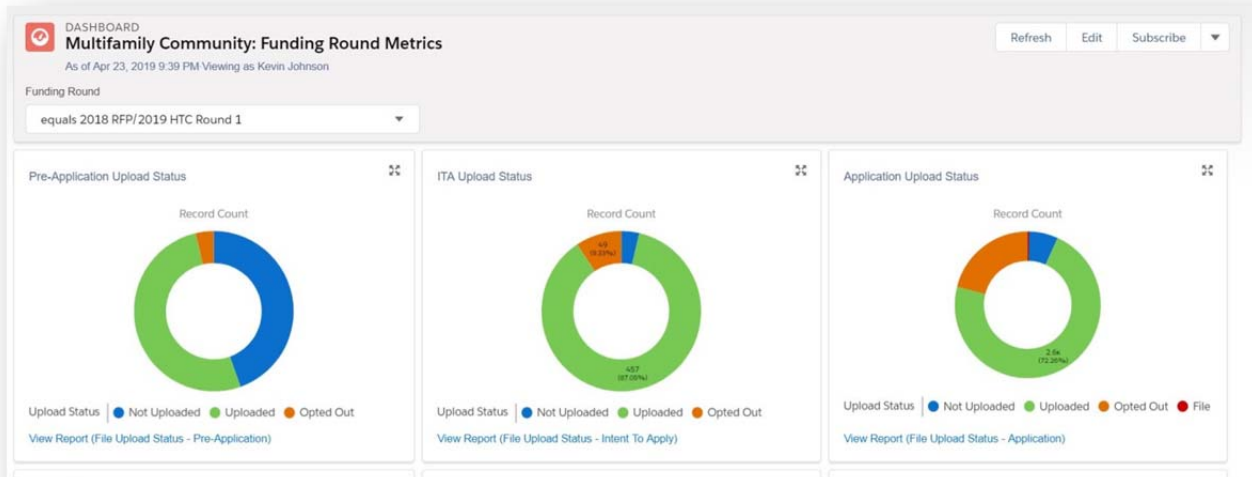 DASHBOARD
Multifamily Community: Funding Round Metrics
As of Apr 23, 2019 9:39 PM·Viewing as Kevin Johnson
Refresh Edit Subscribe
Funding Round
equals 2018 RFP/2019 HTC Round 1
Pre-Application Upload Status
Record Count
Upload Status Not Uploaded Uploaded Opted Out
View Report (File Upload Status - Pre-Application)
ITA Upload Status
Record Count
457
Upload Status Not Uploaded Uploaded Opted Out
View Report (File Upload Status - Intent To Apply)
Application Upload Status
Record Count
2.6k
(72.26%)
Upload Status Not Uploaded Uploaded Opted Out File
View Report (File Upload Status - Application)